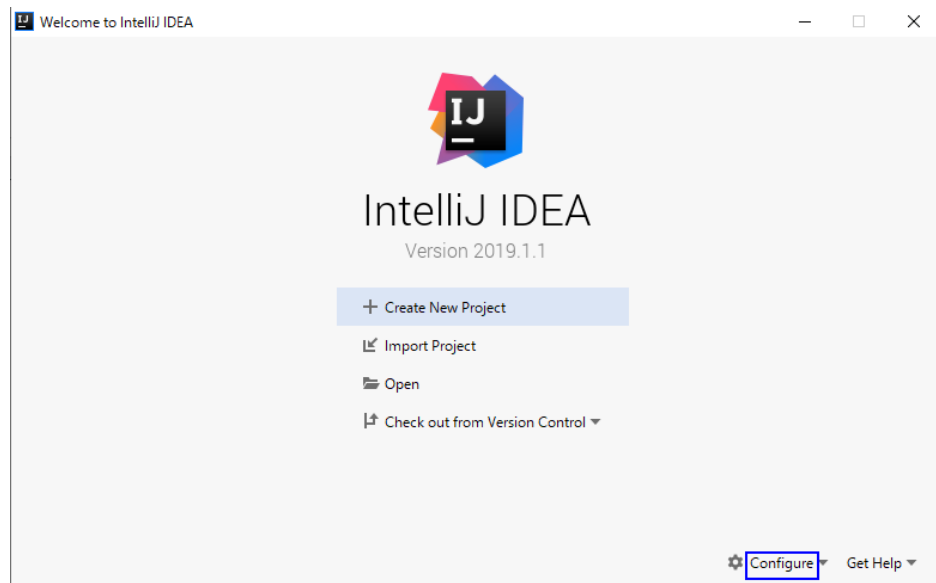 Welcome to IntelliJ IDEA
IJ
IntelliJ IDEA
Version 2019.1.1
Create New Project
Import Project
Open
Check out from Version Control
Configure Get Help